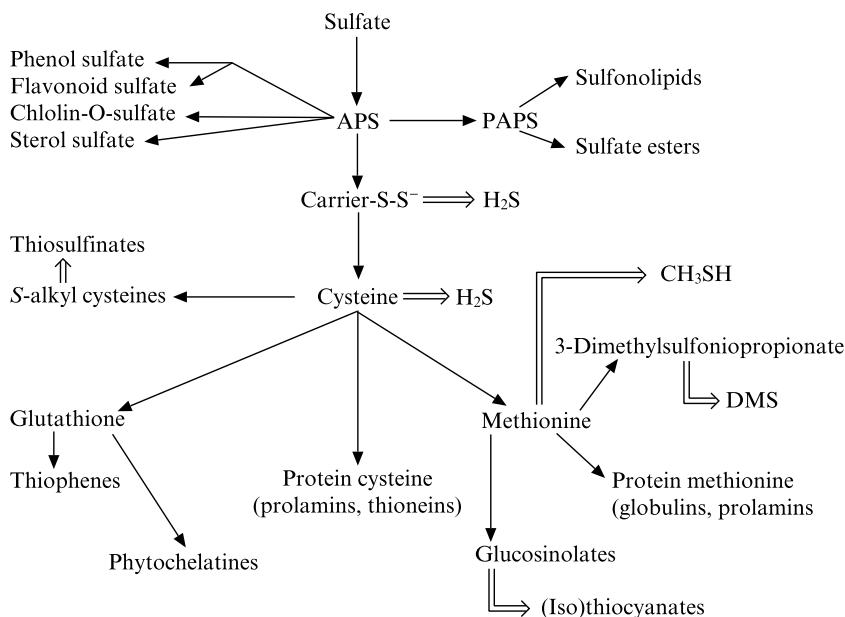 Sulfate
Phenol sulfate
Flavonoid sulfate
Chlolin-O-sulfate
Sterol sulfate
APS
PAPS
Sulfonolipids
Sulfate esters
Carrier-S-S⁻
H₂S
Thiosulfinates
S-alkyl cysteines
Cysteine
H₂S
CH₃SH
3-Dimethylsulfoniopropionate
DMS
Glutathione
Methionine
Thiophenes
Protein cysteine
(prolamins, thioneins)
Protein methionine
(globulins, prolamins
Phytochelatines
Glucosinolates
(Iso)thiocyanates